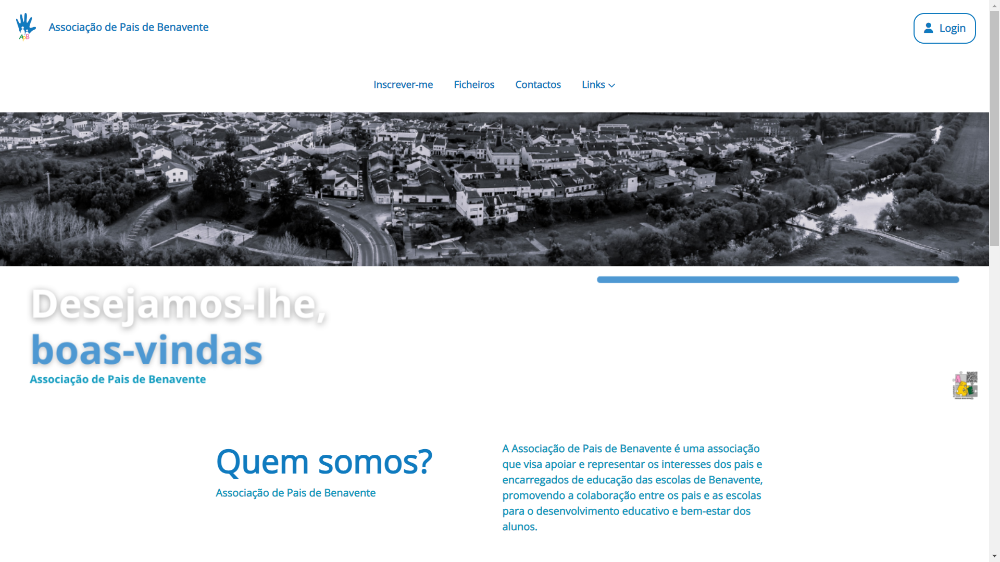 ApB
Associação de Pais de Benavente
Login
Inscrever-me
Ficheiros
Contactos
Links
Desejamos-lhe,
boas-vindas
Associação de Pais de Benavente
Quem somos?
Associação de Pais de Benavente
A Associação de Pais de Benavente é uma associação
que visa apoiar e representar os interesses dos pais e
encarregados de educação das escolas de Benavente,
promovendo a colaboração entre os pais e as escolas
para o desenvolvimento educativo e bem-estar dos
alunos.